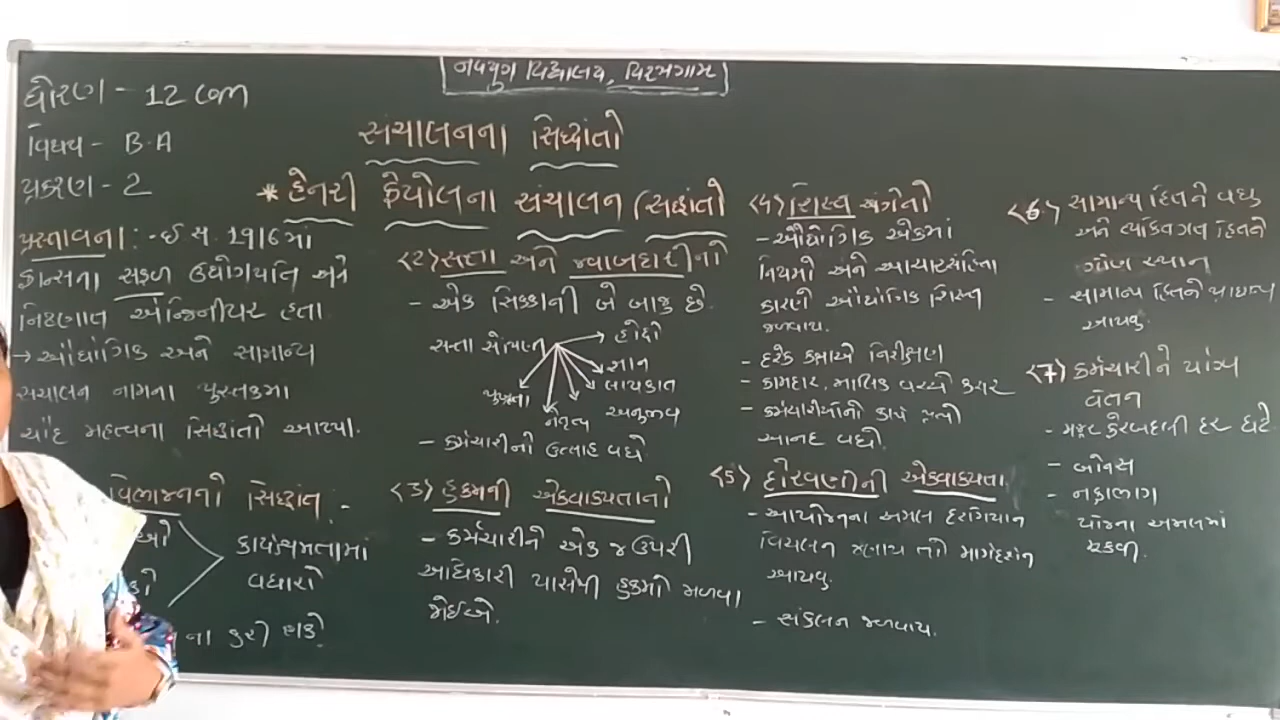 નવયુગ વિદ્યાલય, વિરમગામ
ધોરણ - 12 com
વિષય - B.A
પ્રકરણ - 2
સંચાલનના સિદ્ધાંતો
* હેનરી ફેયોલના સંચાલન સિદ્ધાંતો
પ્રસ્તાવના : - ઈ સ. 1916માં
ફ્રાન્સના સફળ ઉદ્યોગપતિ અને
નિષ્ણાત એન્જિનીયર હતા
→ ઔદ્યોગિક અને સામાન્ય
સંચાલન નામના પુસ્તકમાં
ચૌદ મહત્વના સિદ્ધાંતો આપ્યા.
વિભાજનનો સિદ્ધાંત. -
કાર્યક્ષમતામાં
વધારો
ના કરી શકે
<2> સત્તા અને જવાબદારીનો
- એક સિક્કાની બે બાજુ છે.
સત્તા સોંપણી
હોદ્દો
જ્ઞાન
લાયકાત
અનુભવ
નેતૃત્વ
- કર્મચારીનો ઉત્સાહ વધે
<3> હુકમની એકવાક્યતાનો
- કર્મચારીને એક જ ઉપરી
અધિકારી પાસેથી હુકમો મળવા
જોઈએ.
<4> શિસ્ત અંગેનો
- ઔદ્યોગિક એકમમાં
નિયમો અને આચારસંહિતા
કારણે ઔદ્યોગિક શિસ્ત
જળવાય.
- દરેક કક્ષાએ નિરીક્ષણ
- કામદાર, માલિક વચ્ચે કરાર
- કર્મચારીઓનો કાર્ય પ્રત્યે
આનંદ વધે
<5> દોરવણીની એકવાક્યતા
- આયોજનના અમલ દરમિયાન
વિચલન જણાય તો માર્ગદર્શન
આપવુ
- સંકલન જળવાય.
<6> સામાન્ય હિતને વધુ
અને વ્યક્તિગત હિતને
ગૌણ સ્થાન
- સામાન્ય હિતને પ્રાધાન્ય
આપવુ
<7> કર્મચારીને યોગ્ય
વેતન
- મજૂર ફેરબદલી દર ઘટે
- બોનસ
- નફાભાગ
યોજના અમલમાં
મૂકવી.